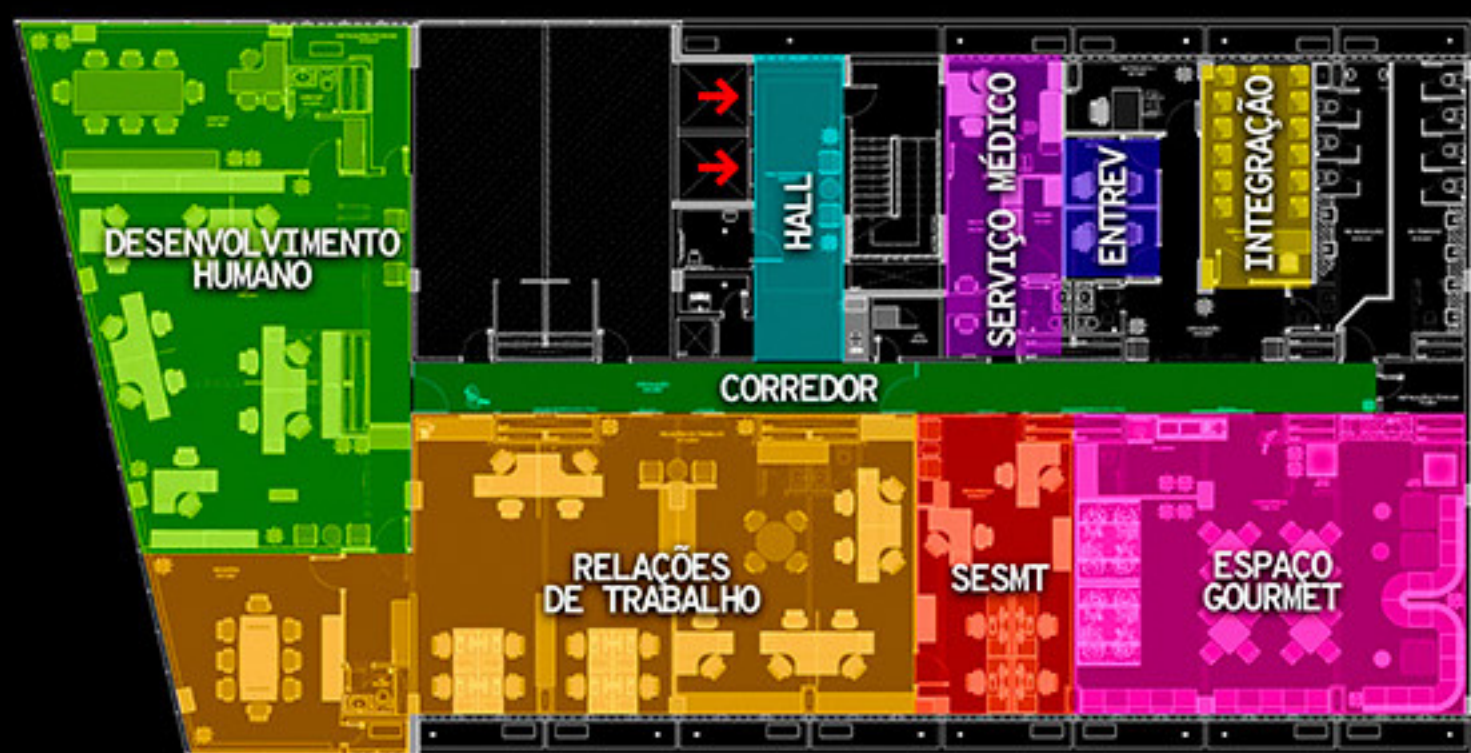 DESENVOLVIMENTO
HUMANO
HALL
SERVIÇO MÉDICO
ENTREV
INTEGRAÇÃO
CORREDOR
RELAÇÕES
DE TRABALHO
SESMT
ESPAÇO
GOURMET